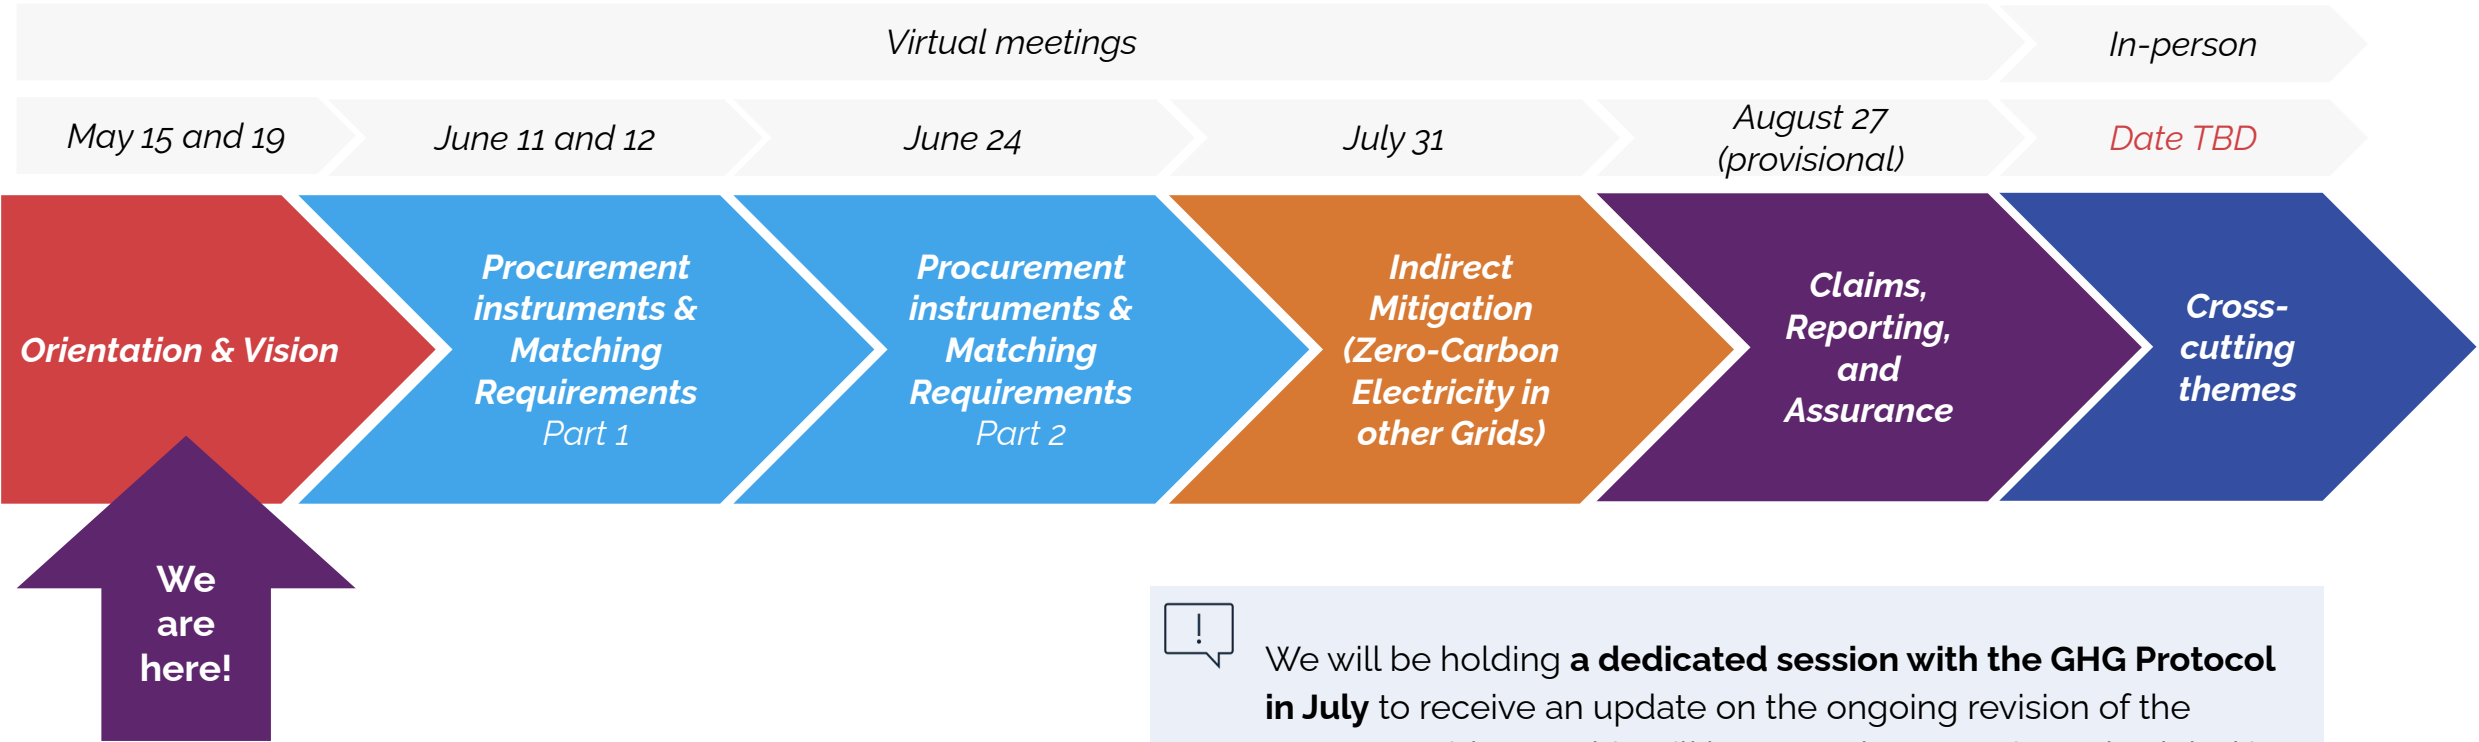 Virtual meetings
In-person
May 15 and 19
June 11 and 12
June 24
July 31
August 27
(provisional)
Date TBD
Orientation & Vision
Procurement
instruments &
Matching
Requirements
Part 1
Procurement
instruments &
Matching
Requirements
Part 2
Indirect
Mitigation
(Zero-Carbon
Electricity in
other Grids)
Claims,
Reporting,
and
Assurance
Cross-
cutting
themes
We
are
here!
!
We will be holding a dedicated session with the GHG Protocol
in July to receive an update on the ongoing revision of the